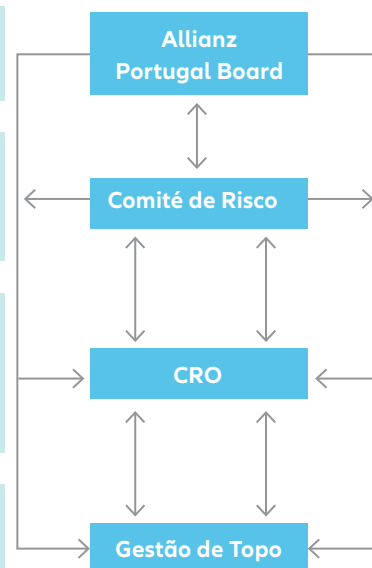 Allianz
Portugal Board
Comité de Risco
CRO
Gestão de Topo